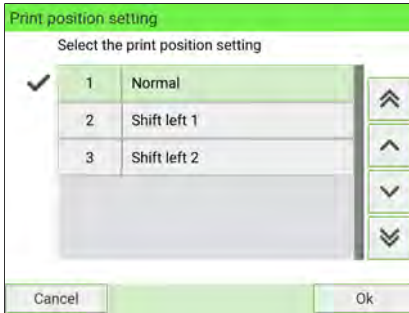 Print position setting
Select the print position setting
1 Normal
2 Shift left 1
3 Shift left 2
Cancel Ok